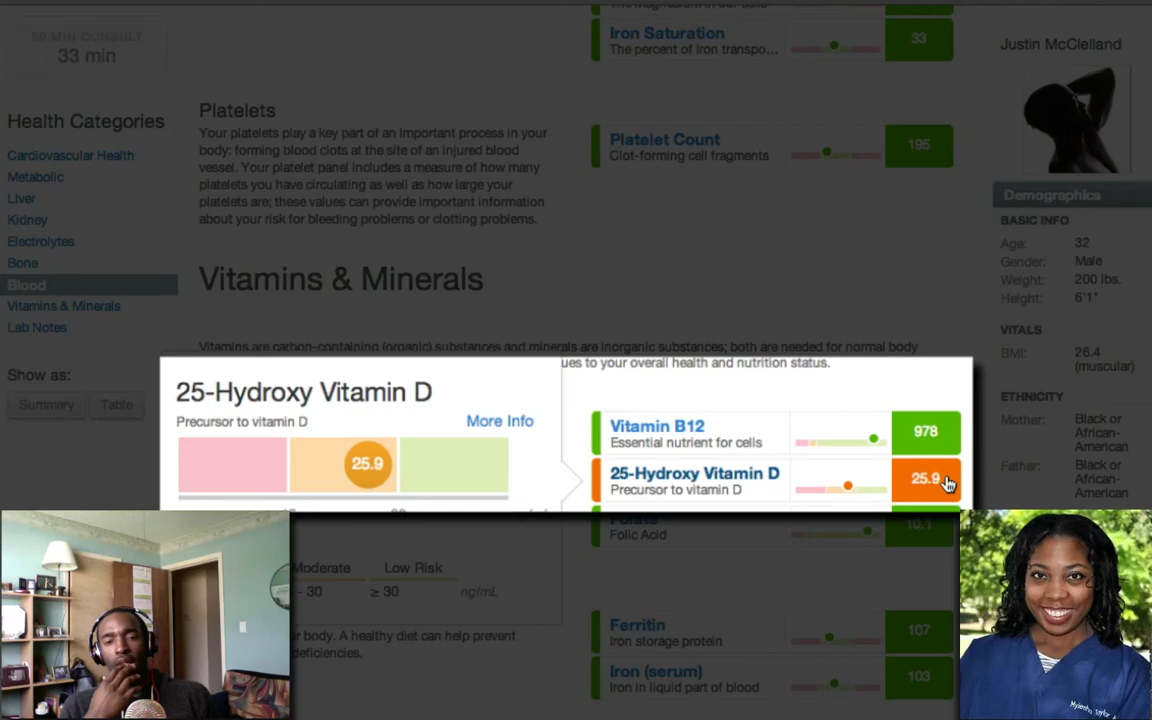 50 MIN CONSULT
33 min
Health Categories
Cardiovascular Health
Metabolic
Liver
Kidney
Electrolytes
Bone
Blood
Vitamins & Minerals
Lab Notes
Show as:
Summary
Table
Iron Saturation
The percent of iron transpo...
33
Platelets
Your platelets play a key part of an important process in your
body: forming blood clots at the site of an injured blood
vessel. Your platelet panel includes a measure of how many
platelets you have circulating as well as how large your
platelets are; these values can provide important information
about your risk for bleeding problems or clotting problems.
Platelet Count
Clot-forming cell fragments
195
Vitamins & Minerals
Vitamins are carbon-containing (organic) substances and minerals are inorganic substances; both are needed for normal body
ues to your overall health and nutrition status.
25-Hydroxy Vitamin D
Precursor to vitamin D
More Info
25.9
Vitamin B12
Essential nutrient for cells
978
25-Hydroxy Vitamin D
Precursor to vitamin D
25.9
Folate
Folic Acid
10.1
Moderate
Low Risk
- 30
≥ 30
ng/mL
r body. A healthy diet can help prevent
deficiencies.
Ferritin
Iron storage protein
107
Iron (serum)
Iron in liquid part of blood
103
Justin McClelland
Demographics
BASIC INFO
Age: 32
Gender: Male
Weight: 200 lbs.
Height: 6'1"
VITALS
BMI: 26.4
(muscular)
ETHNICITY
Mother: Black or
African-
American
Father: Black or
African-
American